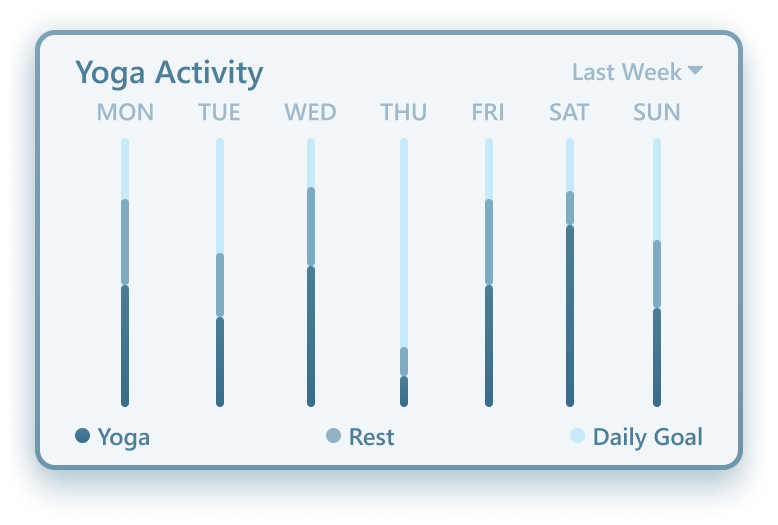 Yoga Activity
Last Week
MON TUE WED THU FRI SAT SUN
Yoga Rest Daily Goal